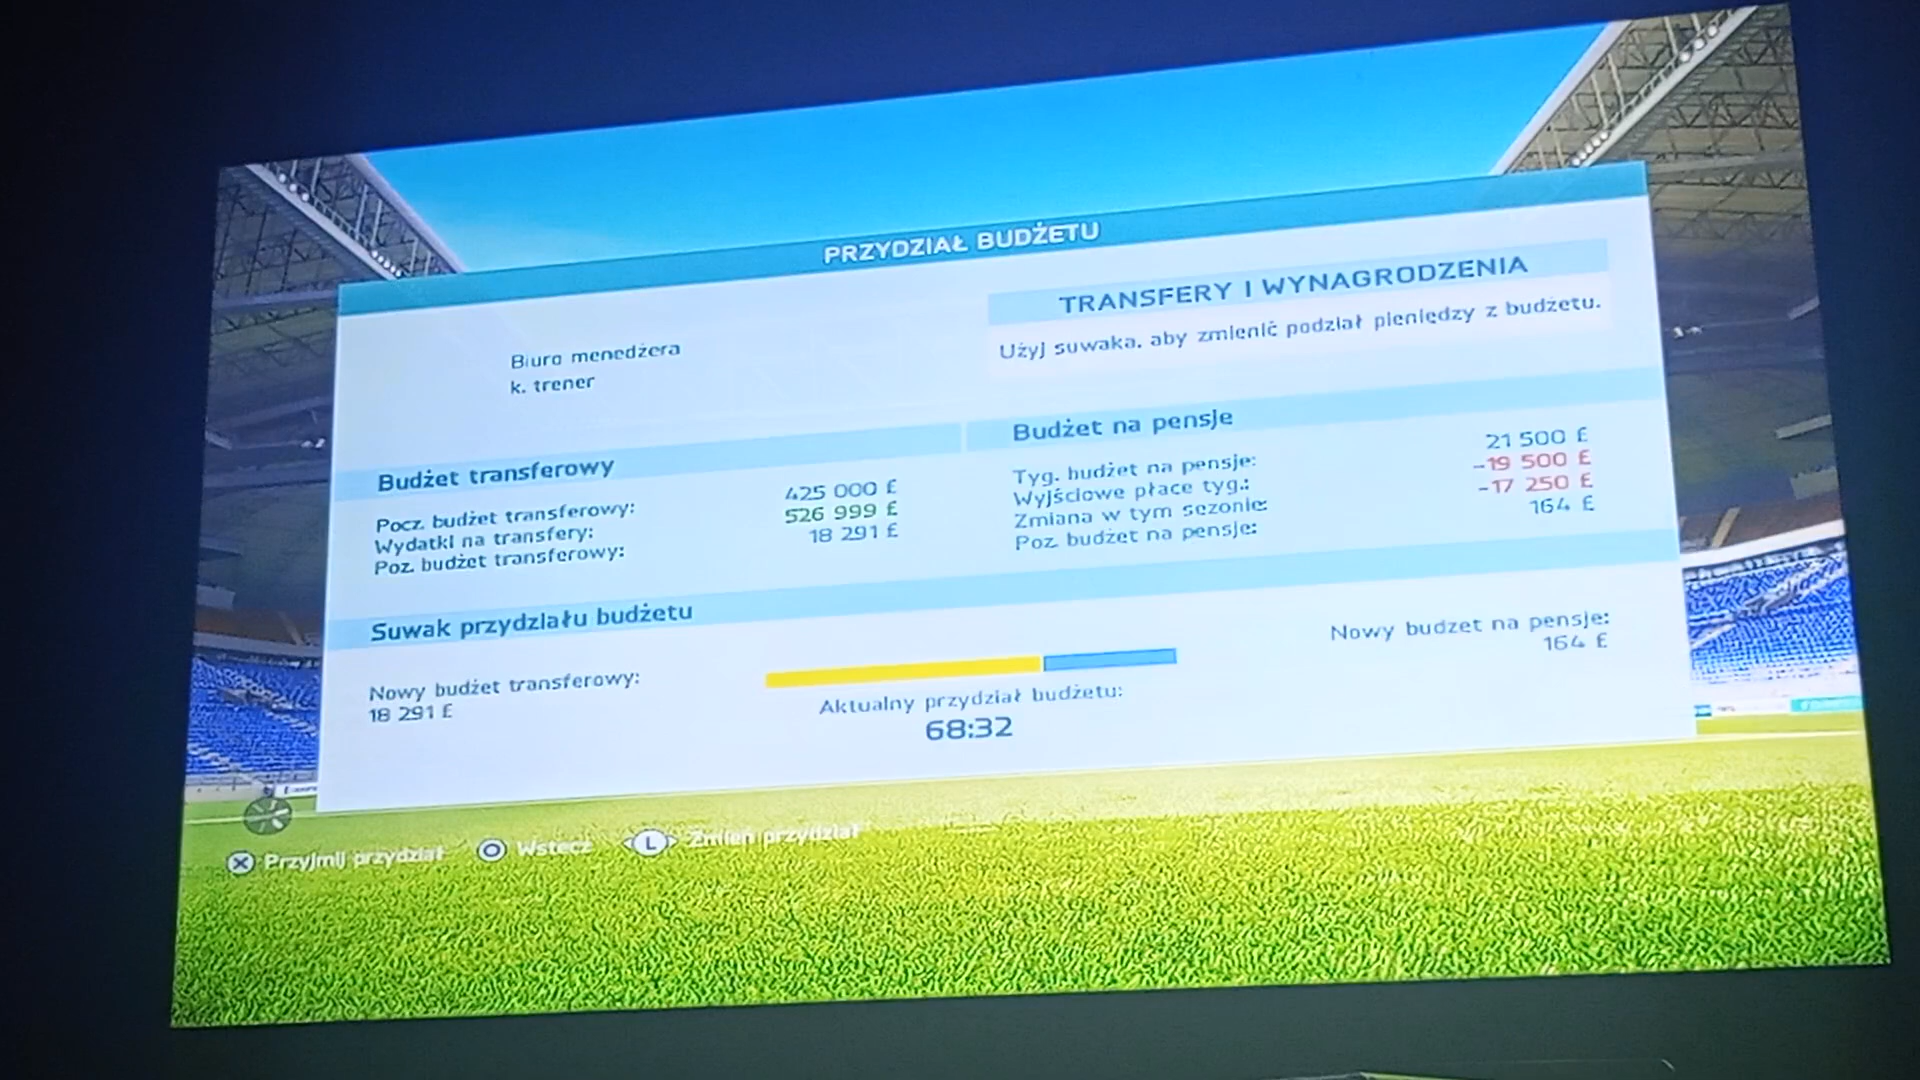 PRZYDZIAŁ BUDŻETU
TRANSFERY I WYNAGRODZENIA
Użyj suwaka, aby zmienić podział pieniędzy z budżetu.
Biuro menedżera
k. trener
Budżet transferowy
Pocz. budżet transferowy: 425 000 £
Wydatki na transfery: 526 999 £
Poz. budżet transferowy: 18 291 £
Budżet na pensje
Tyg. budżet na pensje: 21 500 £
Wyjściowe płace tyg.: -19 500 £
Zmiana w tym sezonie: -17 250 £
Poz. budżet na pensje: 164 £
Suwak przydziału budżetu
Nowy budżet transferowy:
18 291 £
Aktualny przydział budżetu:
68:32
Nowy budżet na pensje:
164 £
Przyjmij przydział Wstecz L Zmień przydział